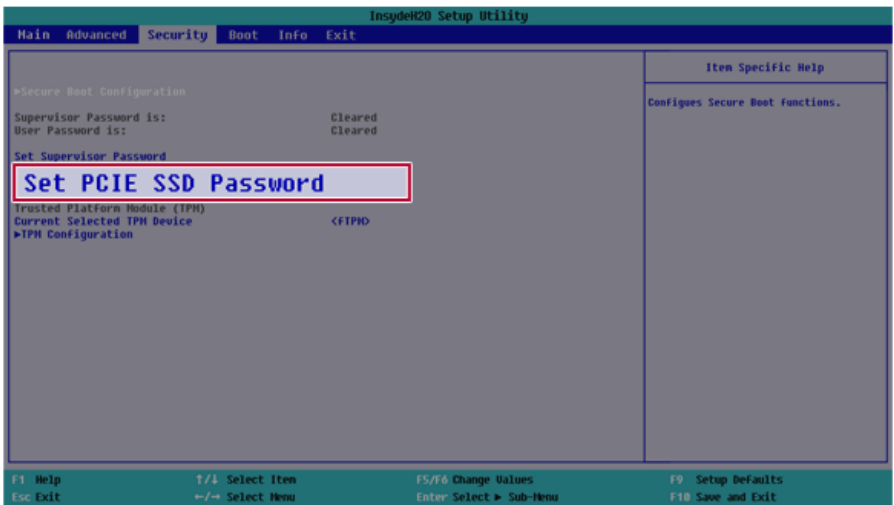 InsydeH20 Setup Utility
Main Advanced Security Boot Info Exit
Item Specific Help
▶Secure Boot Configuration
Configues Secure Boot functions.
Supervisor Password is: Cleared
User Password is: Cleared
Set Supervisor Password
Set PCIE SSD Password
Trusted Platform Module (TPM)
Current Selected TPM Device <fTPM>
▶TPM Configuration
F1 Help ↑/↓ Select Item F5/F6 Change Values F9 Setup Defaults
Esc Exit ←/→ Select Menu Enter Select ▶ Sub-Menu F10 Save and Exit